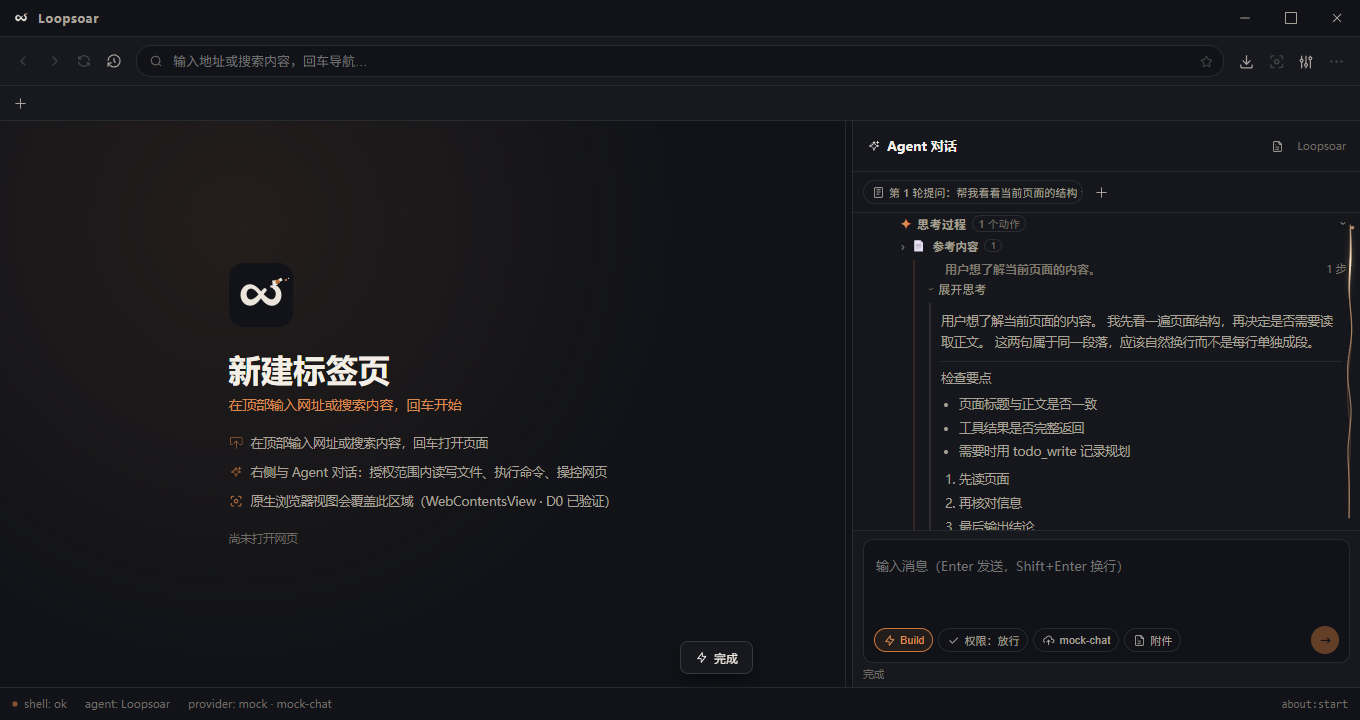 Loopsoar
输入地址或搜索内容，回车导航...
Agent 对话
Loopsoar
第 1 轮提问：帮我看看当前页面的结构
思考过程 1 个动作
参考内容 1
用户想了解当前页面的内容。 1 步
展开思考
用户想了解当前页面的内容。 我先看一遍页面结构，再决定是否需要读
取正文。 这两句属于同一段落，应该自然换行而不是每行单独成段。
检查要点
• 页面标题与正文是否一致
• 工具结果是否完整返回
• 需要时用 todo_write 记录规划
1. 先读页面
2. 再核对信息
3. 最后输出结论
新建标签页
在顶部输入网址或搜索内容，回车开始
在顶部输入网址或搜索内容，回车打开页面
右侧与 Agent 对话：授权范围内读写文件、执行命令、操控网页
原生浏览器视图会覆盖此区域（WebContentsView · D0 已验证）
尚未打开网页
完成
输入消息（Enter 发送，Shift+Enter 换行）
Build
权限：放行
mock-chat
附件
完成
shell: ok
agent: Loopsoar
provider: mock · mock-chat
about:start